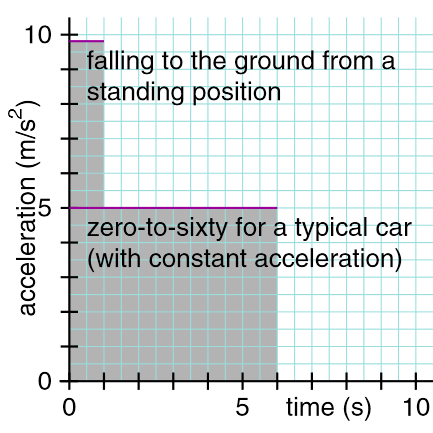 10
falling to the ground from a
standing position
acceleration (m/s²)
5
zero-to-sixty for a typical car
(with constant acceleration)
0
0
5
time (s)
10